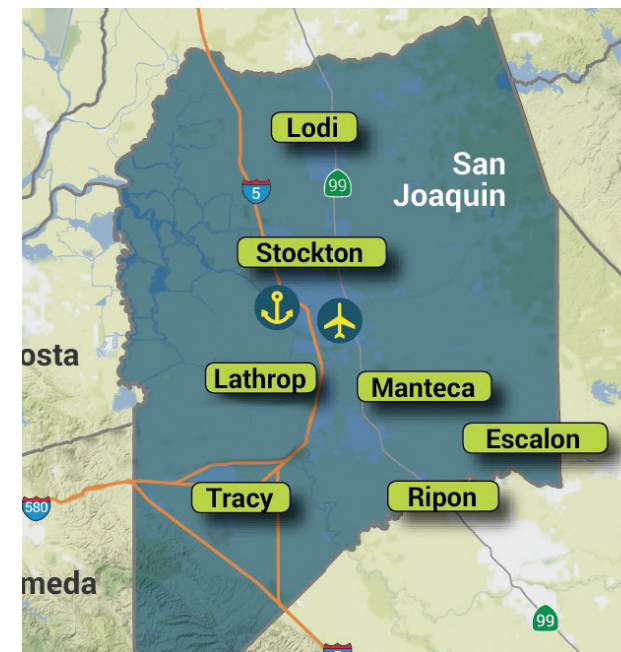 Lodi
San
Joaquin
5
99
Stockton
osta
Lathrop
Manteca
Escalon
Tracy
Ripon
580
meda
99